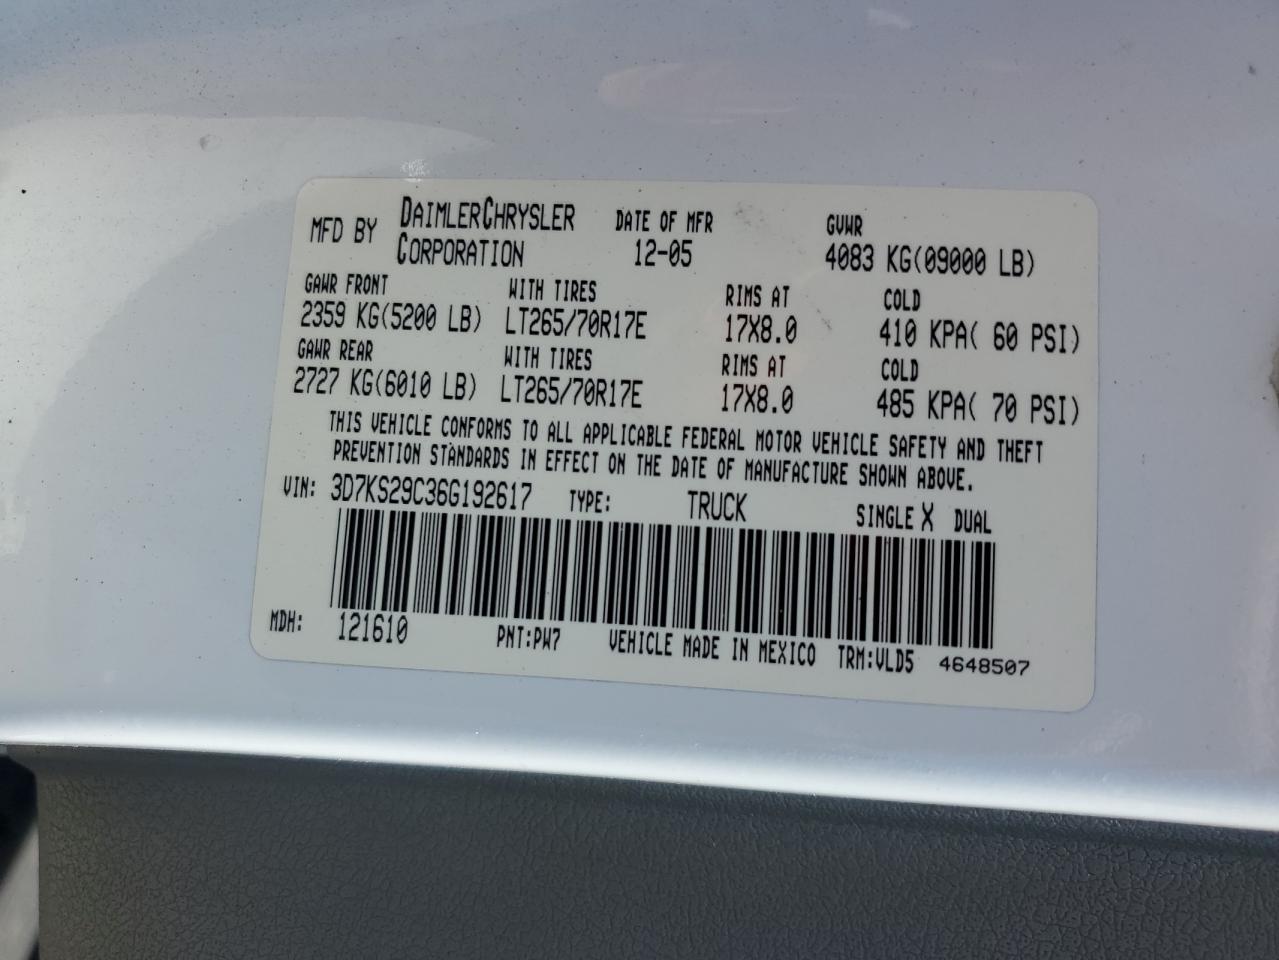 MFD BY DAIMLERCHRYSLER CORPORATION DATE OF MFR 12-05 GVWR 4083 KG(09000 LB)
GAWR FRONT WITH TIRES RIMS AT COLD
2359 KG(5200 LB) LT265/70R17E 17X8.0 410 KPA( 60 PSI)
GAWR REAR WITH TIRES RIMS AT COLD
2727 KG(6010 LB) LT265/70R17E 17X8.0 485 KPA( 70 PSI)
THIS VEHICLE CONFORMS TO ALL APPLICABLE FEDERAL MOTOR VEHICLE SAFETY AND THEFT
PREVENTION STANDARDS IN EFFECT ON THE DATE OF MANUFACTURE SHOWN ABOVE.
VIN: 3D7KS29C36G192617 TYPE: TRUCK SINGLE X DUAL
MDH: 121610 PNT:PW7 VEHICLE MADE IN MEXICO TRM:VLD5 4648507